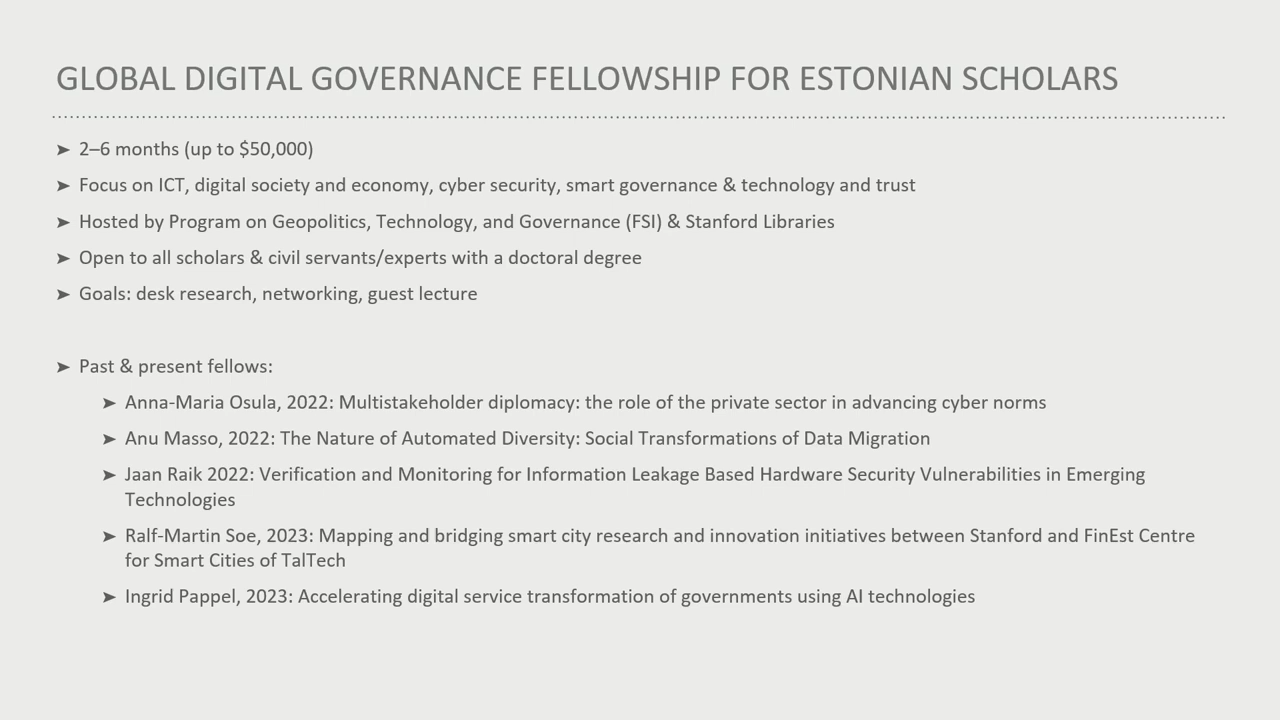 GLOBAL DIGITAL GOVERNANCE FELLOWSHIP FOR ESTONIAN SCHOLARS
➤ 2–6 months (up to $50,000)
➤ Focus on ICT, digital society and economy, cyber security, smart governance & technology and trust
➤ Hosted by Program on Geopolitics, Technology, and Governance (FSI) & Stanford Libraries
➤ Open to all scholars & civil servants/experts with a doctoral degree
➤ Goals: desk research, networking, guest lecture
➤ Past & present fellows:
➤ Anna-Maria Osula, 2022: Multistakeholder diplomacy: the role of the private sector in advancing cyber norms
➤ Anu Masso, 2022: The Nature of Automated Diversity: Social Transformations of Data Migration
➤ Jaan Raik 2022: Verification and Monitoring for Information Leakage Based Hardware Security Vulnerabilities in Emerging
Technologies
➤ Ralf-Martin Soe, 2023: Mapping and bridging smart city research and innovation initiatives between Stanford and FinEst Centre
for Smart Cities of TalTech
➤ Ingrid Pappel, 2023: Accelerating digital service transformation of governments using AI technologies